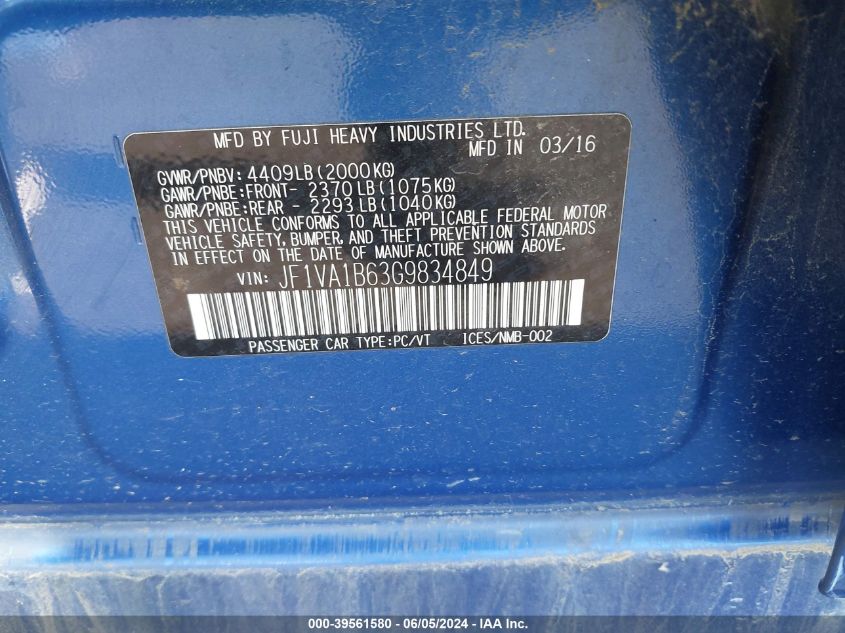 MFD BY FUJI HEAVY INDUSTRIES LTD.
MFD IN 03/16
GVWR/PNBV: 4409LB(2000KG)
GAWR/PNBE:FRONT- 2370LB(1075KG)
GAWR/PNBE:REAR - 2293LB(1040KG)
THIS VEHICLE CONFORMS TO ALL APPLICABLE FEDERAL MOTOR
VEHICLE SAFETY, BUMPER, AND THEFT PREVENTION STANDARDS
IN EFFECT ON THE DATE OF MANUFACTURE SHOWN ABOVE.
VIN: JF1VA1B63G9834849
PASSENGER CAR TYPE:PC/VT ICES/NMB-002
000-39561580 - 06/05/2024 - IAA Inc.